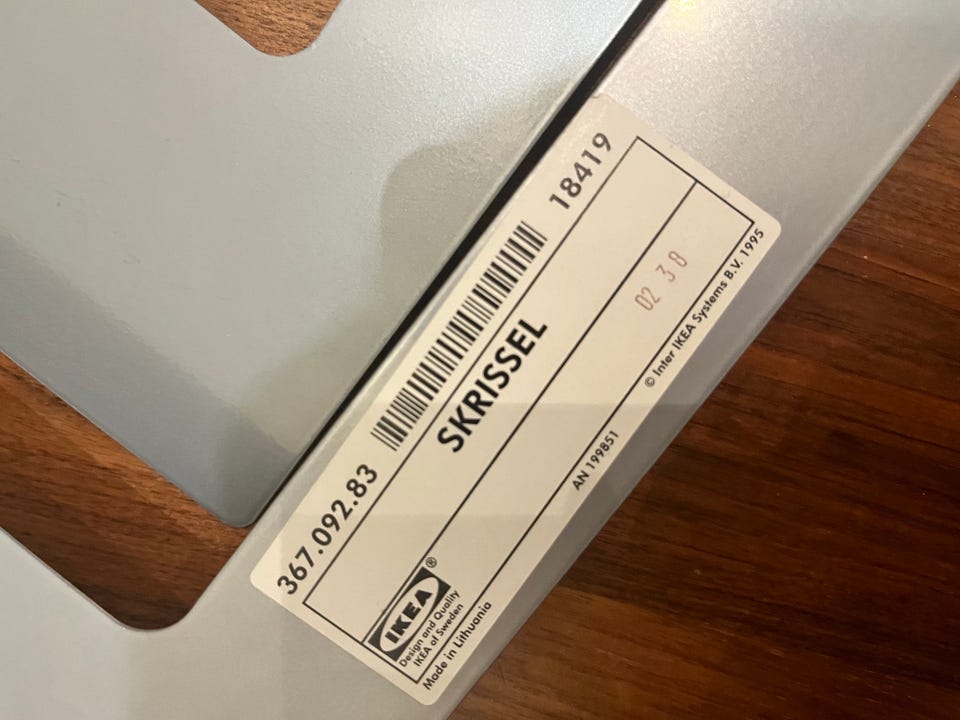 367.092.83 18419
SKRISSEL
02 38
IKEA®
Design and Quality
IKEA of Sweden
Made in Lithuania
AN 199851
© Inter IKEA Systems B.V. 1995